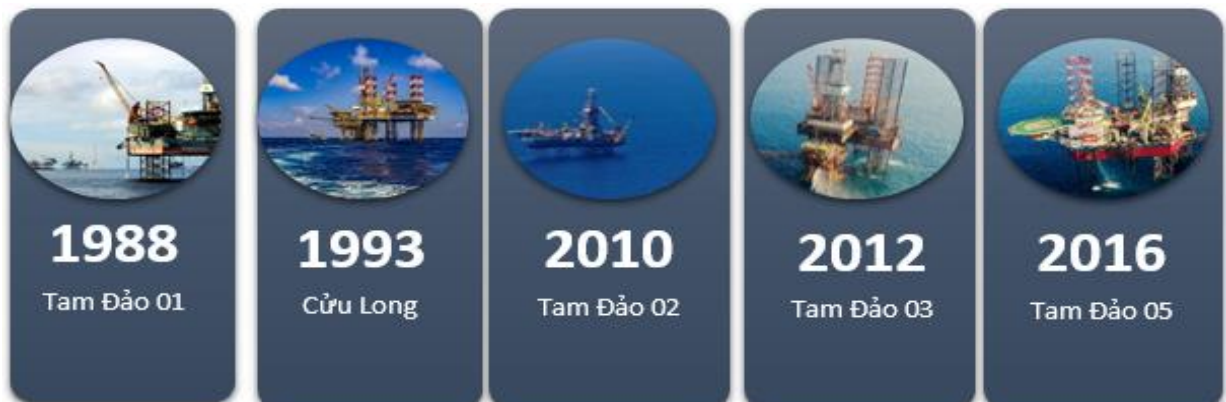 1988
Tam Đảo 01
1993
Cửu Long
2010
Tam Đảo 02
2012
Tam Đảo 03
2016
Tam Đảo 05